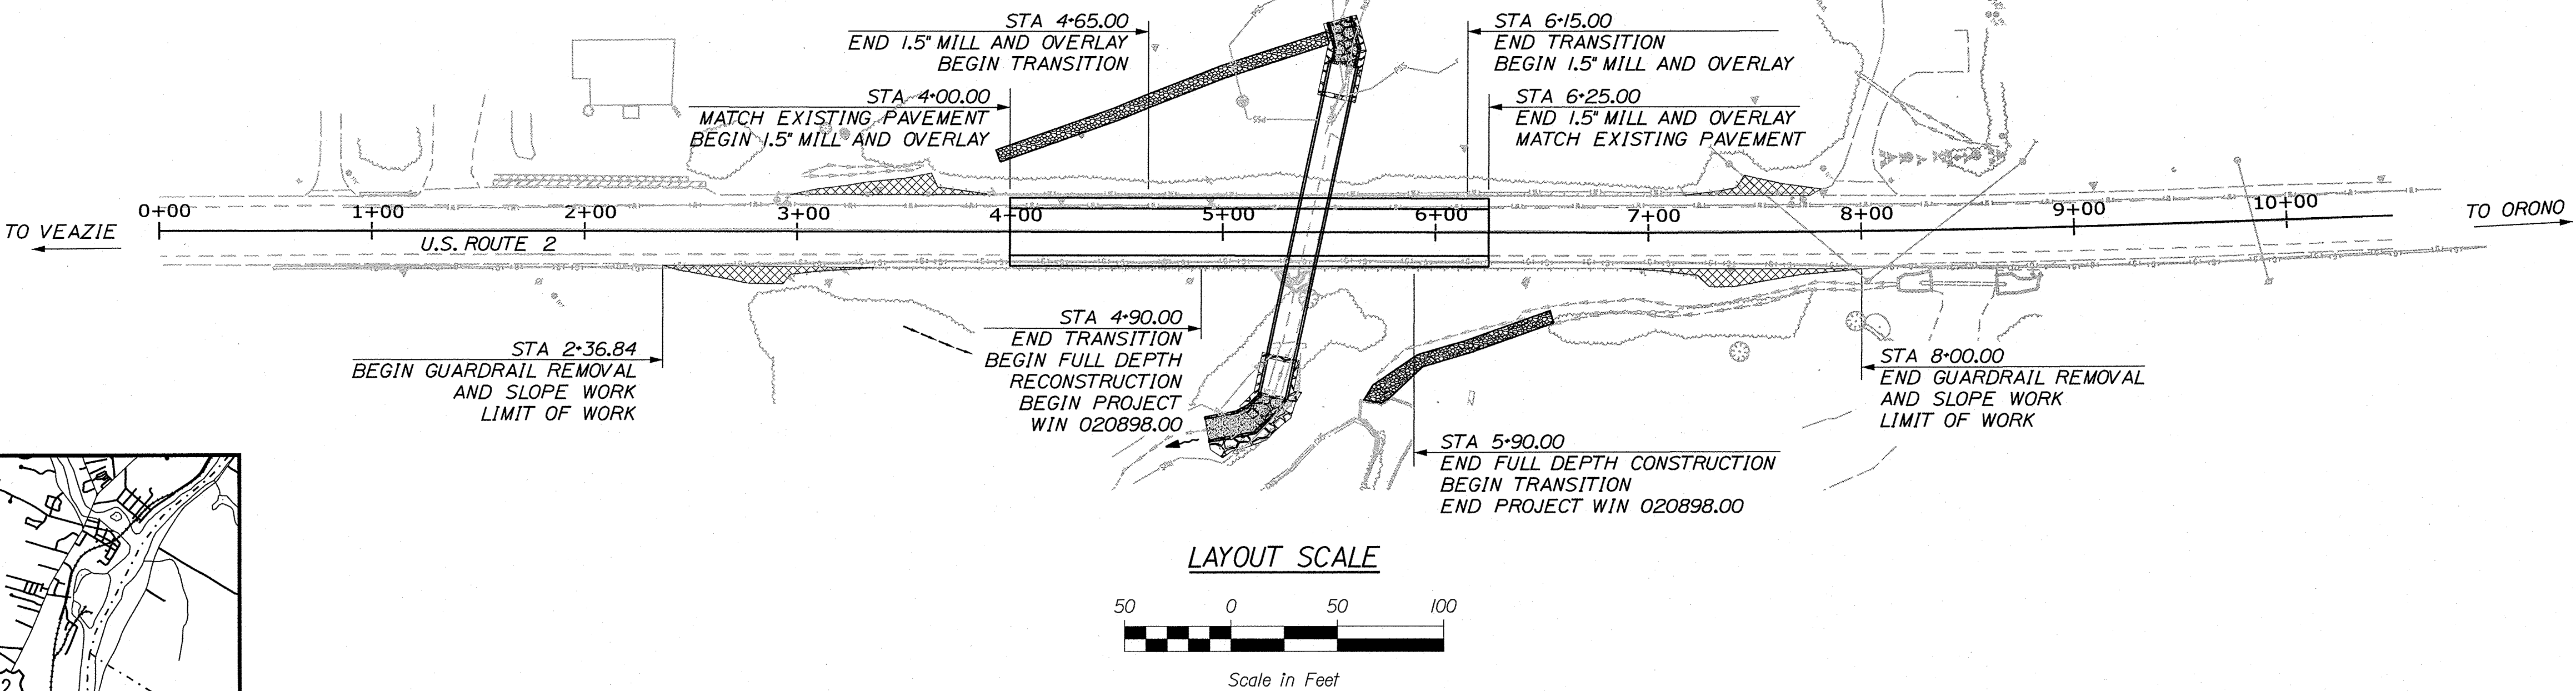 STA 4+65.00
END 1.5" MILL AND OVERLAY
BEGIN TRANSITION
STA 6+15.00
END TRANSITION
BEGIN 1.5" MILL AND OVERLAY
STA 4+00.00
MATCH EXISTING PAVEMENT
BEGIN 1.5" MILL AND OVERLAY
STA 6+25.00
END 1.5" MILL AND OVERLAY
MATCH EXISTING PAVEMENT
0+00 1+00 2+00 3+00 4+00 5+00 6+00 7+00 8+00 9+00 10+00
TO VEAZIE
U.S. ROUTE 2
TO ORONO
STA 2+36.84
BEGIN GUARDRAIL REMOVAL
AND SLOPE WORK
LIMIT OF WORK
STA 4+90.00
END TRANSITION
BEGIN FULL DEPTH
RECONSTRUCTION
BEGIN PROJECT
WIN 020898.00
STA 8+00.00
END GUARDRAIL REMOVAL
AND SLOPE WORK
LIMIT OF WORK
STA 5+90.00
END FULL DEPTH CONSTRUCTION
BEGIN TRANSITION
END PROJECT WIN 020898.00
LAYOUT SCALE
50 0 50 100
Scale in Feet
2